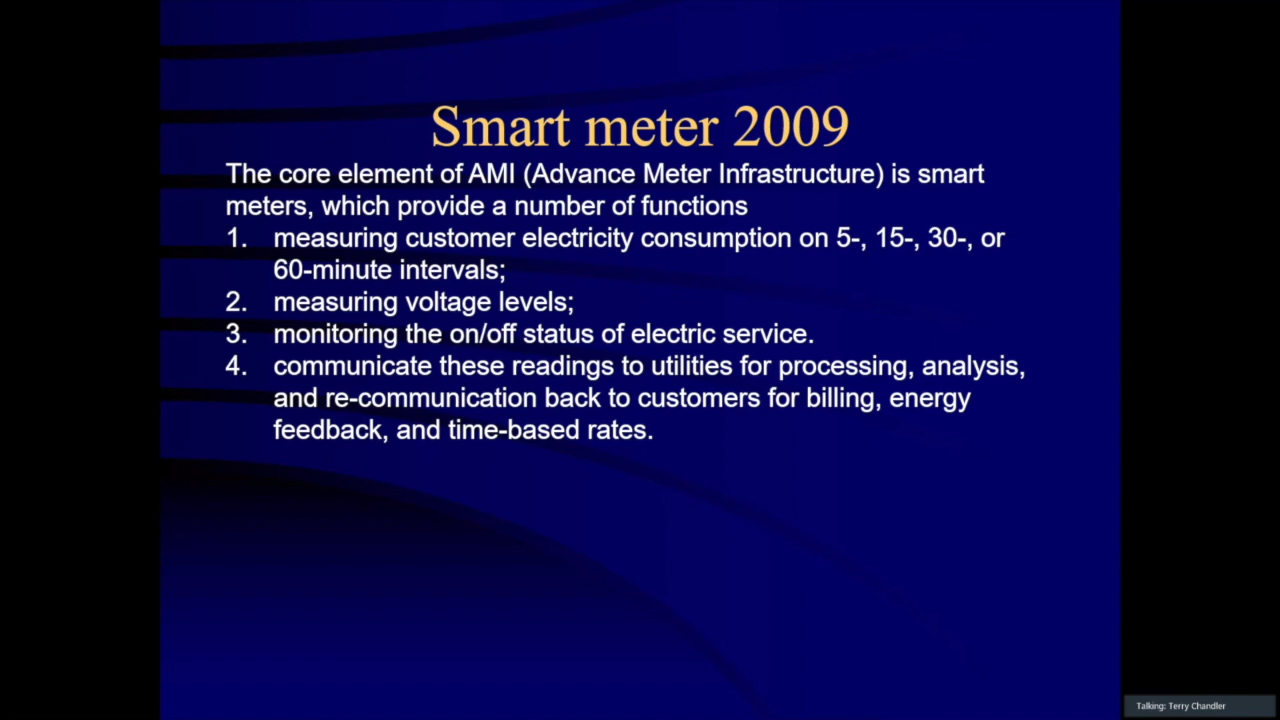 Smart meter 2009
The core element of AMI (Advance Meter Infrastructure) is smart
meters, which provide a number of functions
1. measuring customer electricity consumption on 5-, 15-, 30-, or
60-minute intervals;
2. measuring voltage levels;
3. monitoring the on/off status of electric service.
4. communicate these readings to utilities for processing, analysis,
and re-communication back to customers for billing, energy
feedback, and time-based rates.
Talking: Terry Chandler